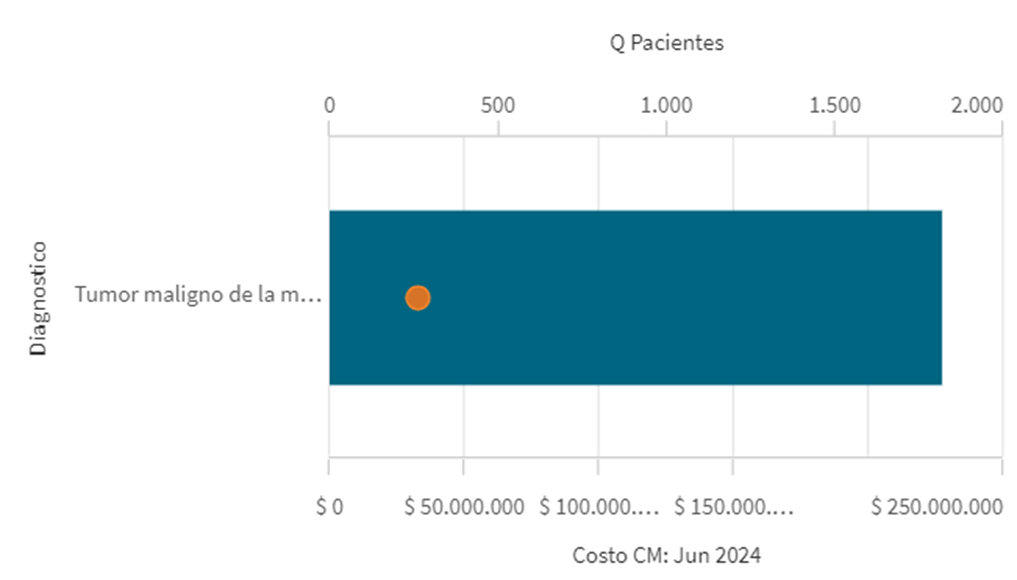 Q Pacientes
0 500 1.000 1.500 2.000
Diagnostico
Tumor maligno de la m...
$ 0 $ 50.000.000 $ 100.000.... $ 150.000.... $ 250.000.000
Costo CM: Jun 2024